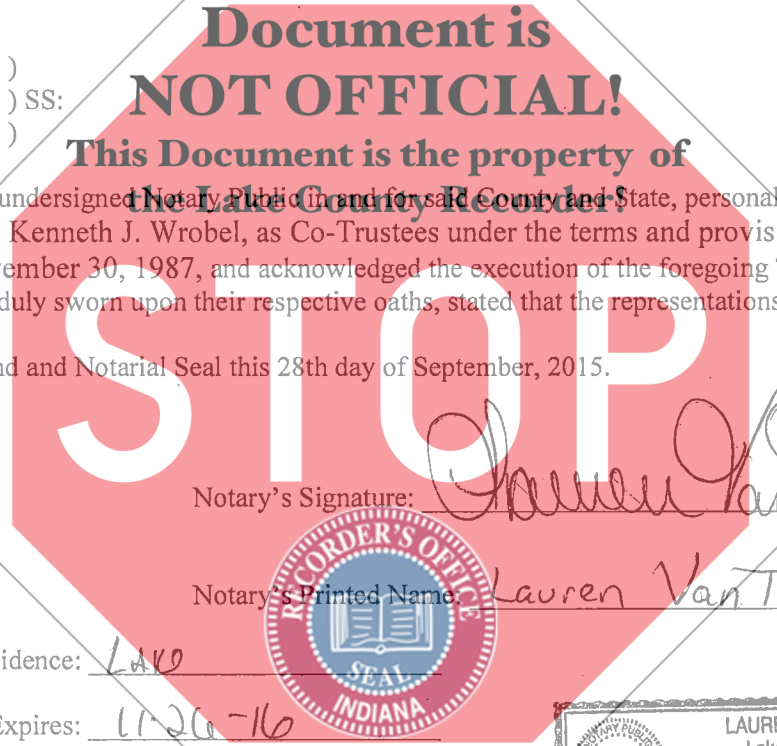 Document is
NOT OFFICIAL!
This Document is the property of
the Lake County Recorder!
)
) SS:
)
undersigned Notary Public in and for said County and State, personal
Kenneth J. Wrobel, as Co-Trustees under the terms and provis
ember 30, 1987, and acknowledged the execution of the foregoing
duly sworn upon their respective oaths, stated that the representations
nd and Notarial Seal this 28th day of September, 2015.
STOP
Notary's Signature:
RECORDER'S OFFICE
SEAL
INDIANA
Notary's Printed Name: Lauren Van T
idence: Lake
Expires: 11-26-16
NOTARY PUBLIC
LAURE